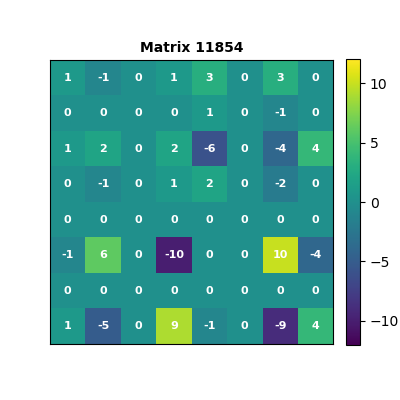 Matrix 11854
1 -1 0 1 3 0 3 0
0 0 0 0 1 0 -1 0
1 2 0 2 -6 0 -4 4
0 -1 0 1 2 0 -2 0
0 0 0 0 0 0 0 0
-1 6 0 -10 0 0 10 -4
0 0 0 0 0 0 0 0
1 -5 0 9 -1 0 -9 4
10
5
0
−5
−10